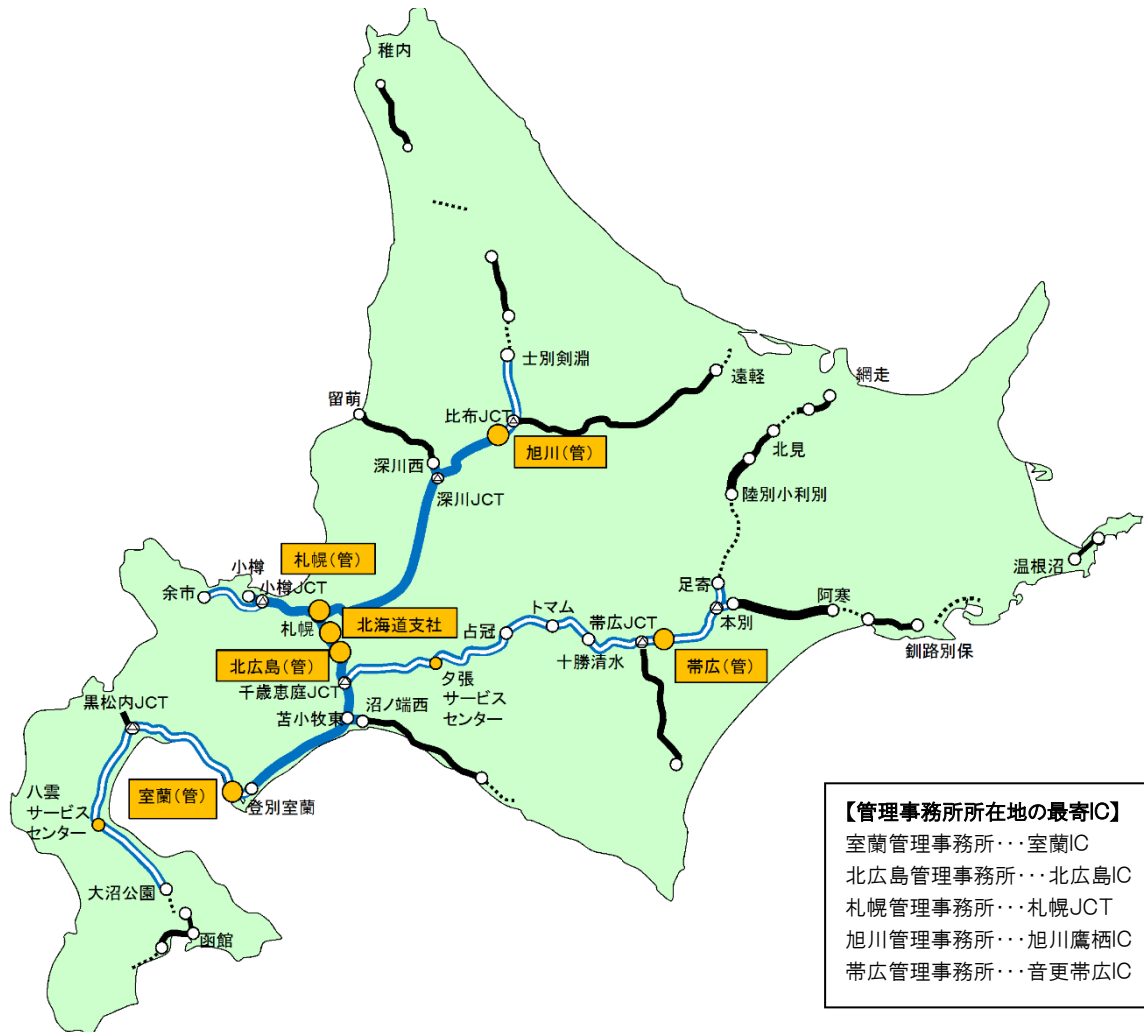 稚内
士別剣淵
遠軽
網走
留萌
比布JCT
旭川(管)
北見
深川西
深川JCT
陸別小利別
札幌(管)
小樽
小樽JCT
余市
温根沼
足寄
阿寒
トマム
帯広JCT
札幌
北海道支社
占冠
本別
北広島(管)
十勝清水
帯広(管)
釧路別保
千歳恵庭JCT
夕張
サービス
センター
黒松内JCT
苫小牧東
沼ノ端西
室蘭(管)
登別室蘭
八雲
サービス
センター
大沼公園
函館
【管理事務所所在地の最寄IC】
室蘭管理事務所・・・室蘭IC
北広島管理事務所・・・北広島IC
札幌管理事務所・・・札幌JCT
旭川管理事務所・・・旭川鷹栖IC
帯広管理事務所・・・音更帯広IC